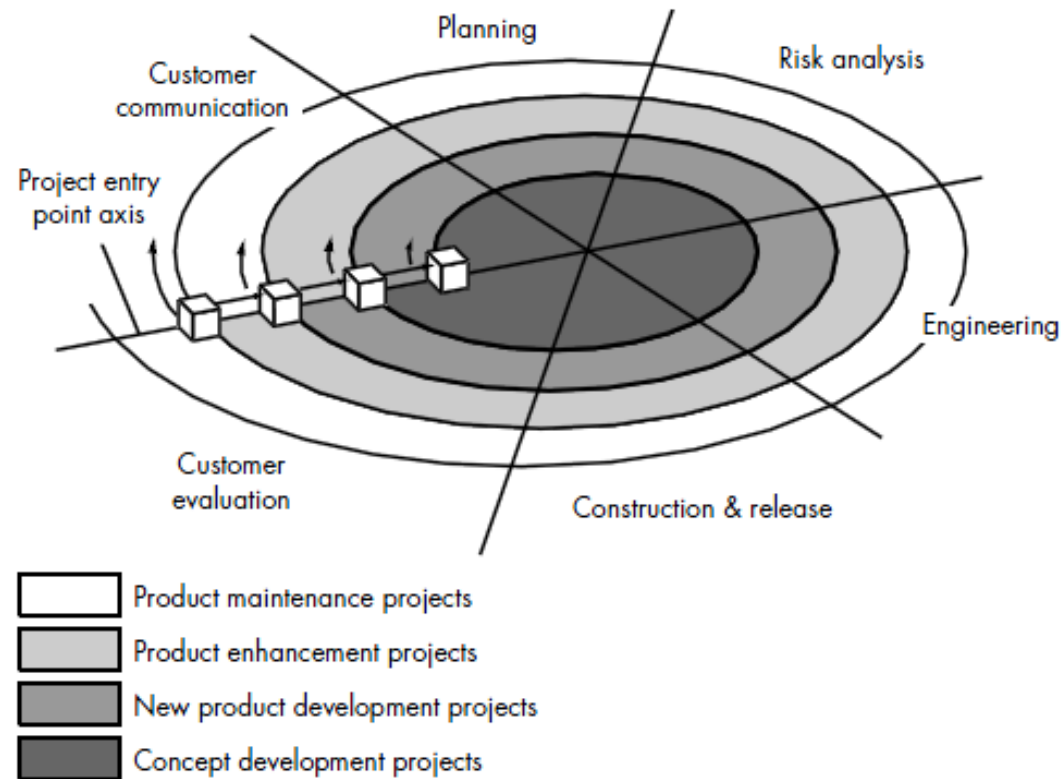 Planning
Risk analysis
Customer
communication
Project entry
point axis
Engineering
Customer
evaluation
Construction & release
Product maintenance projects
Product enhancement projects
New product development projects
Concept development projects